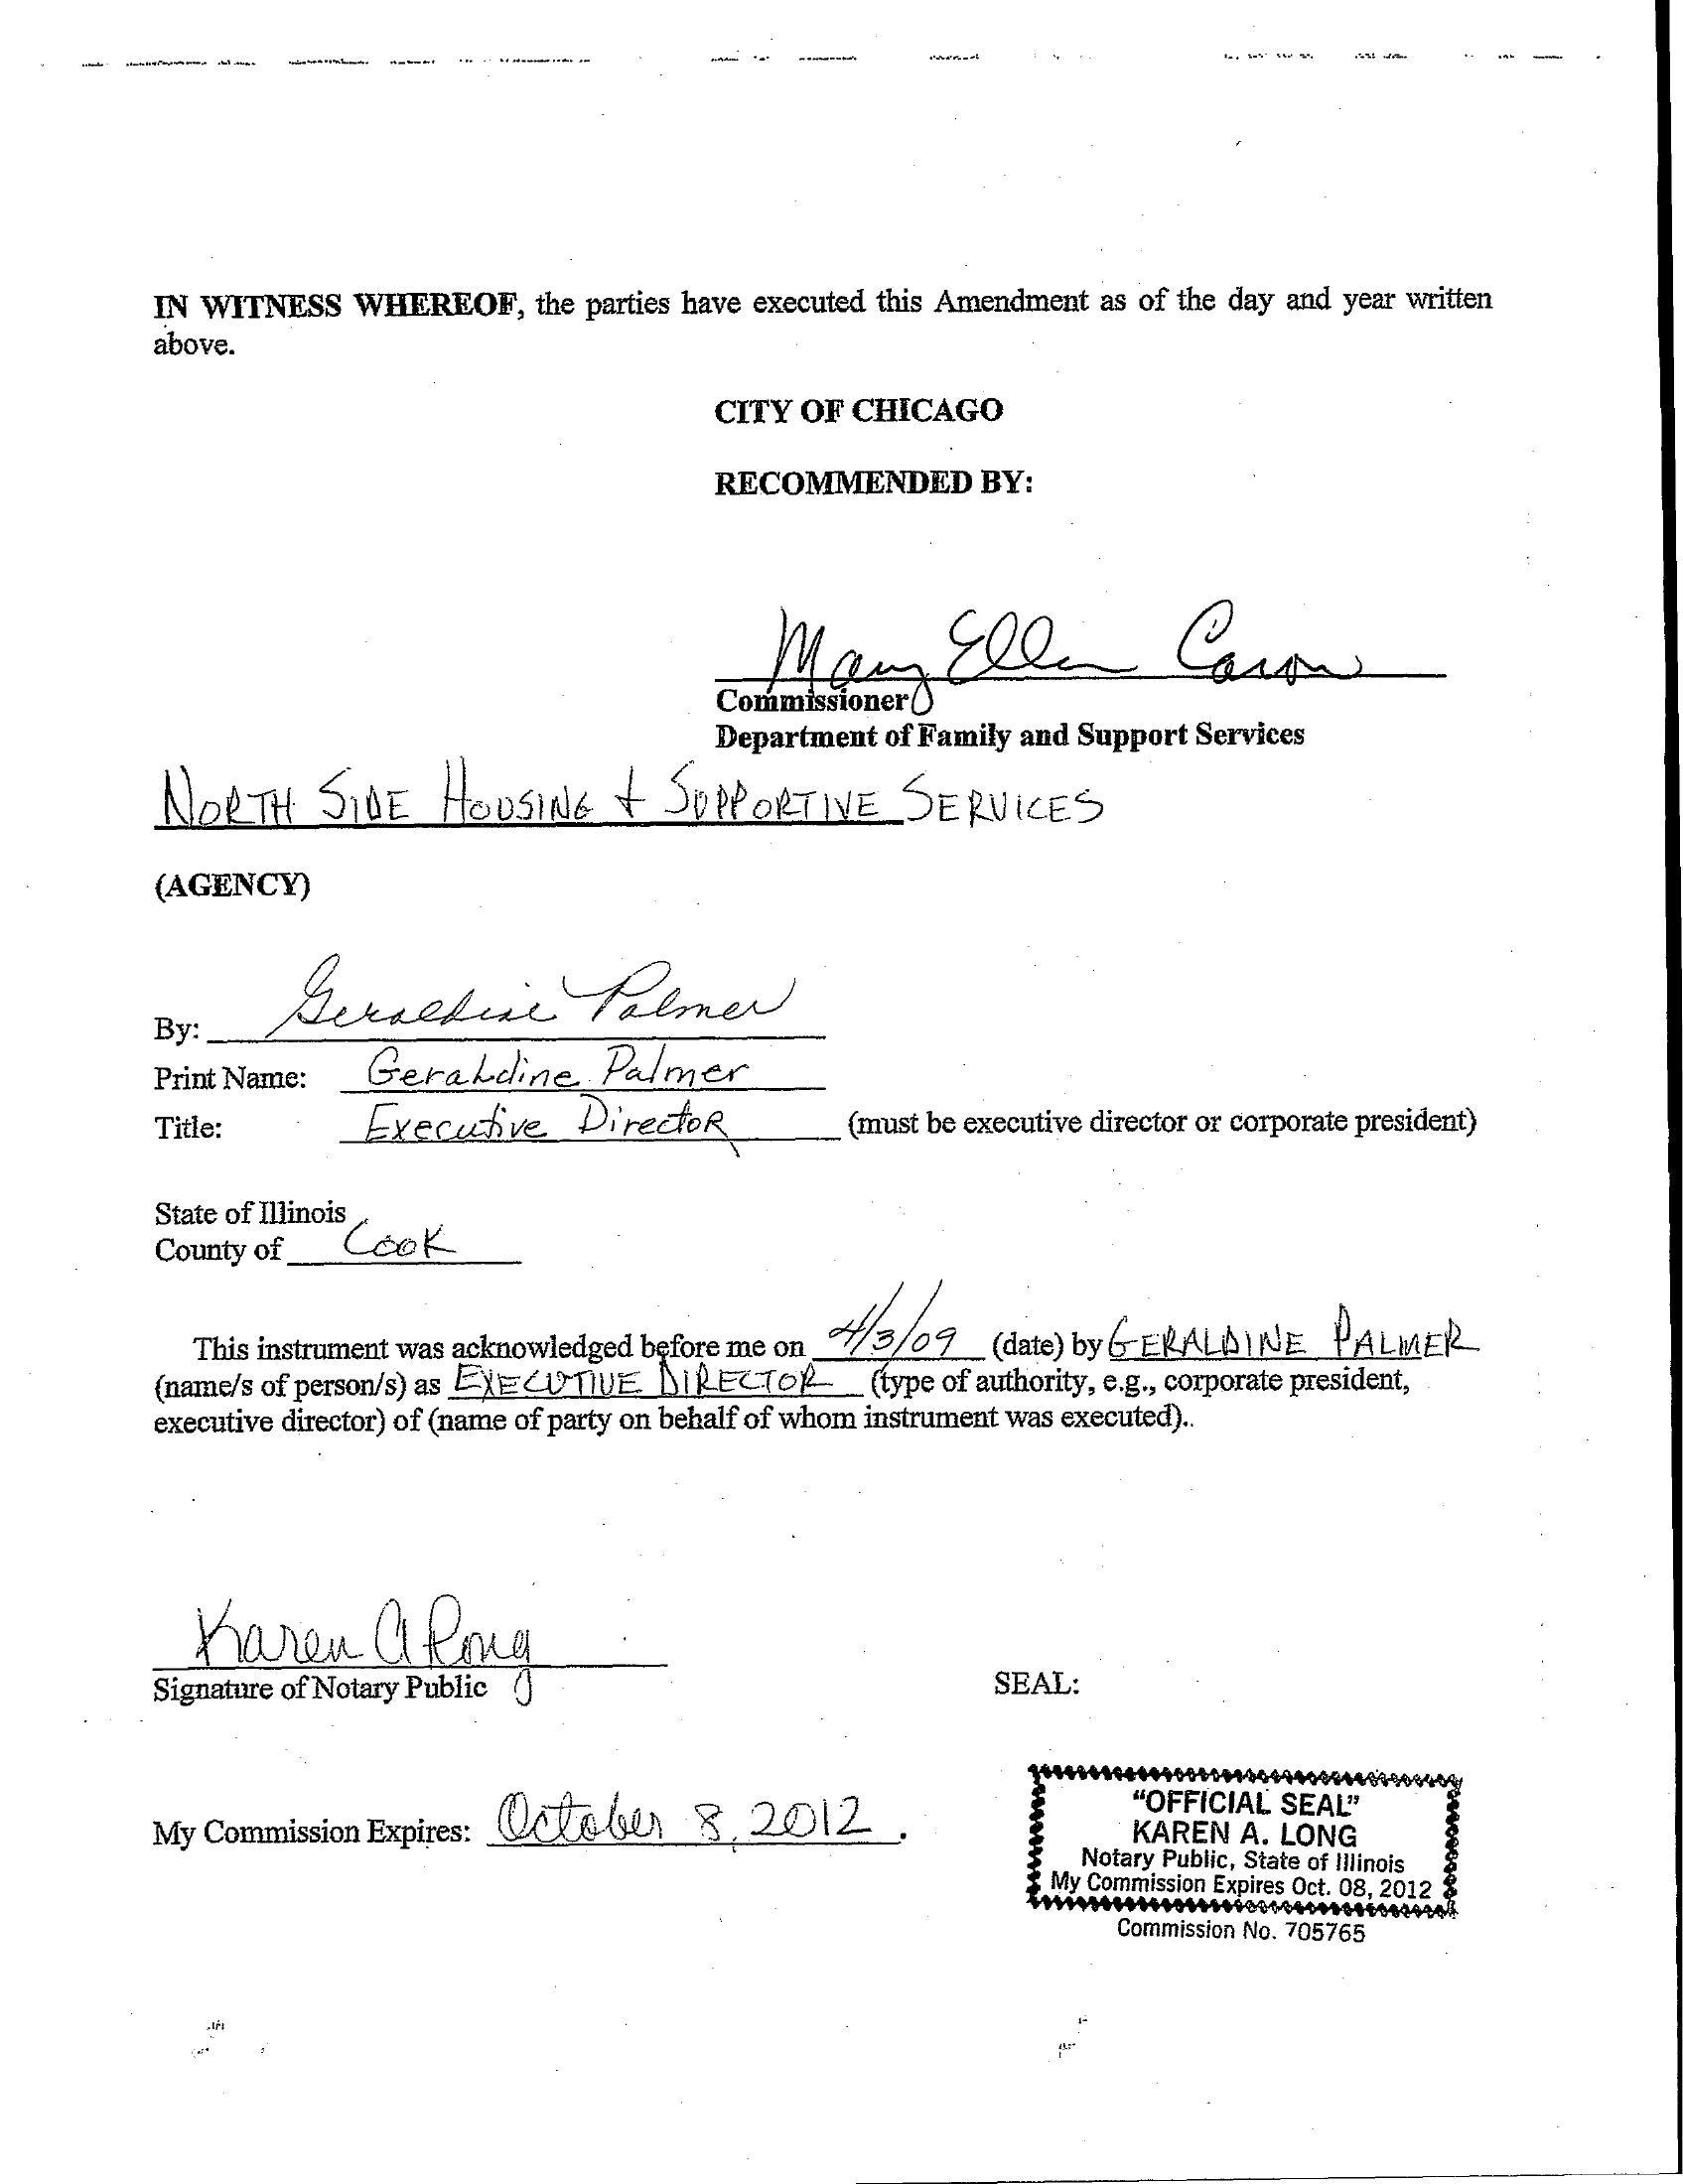 IN WITNESS WHEREOF, the parties have executed this Amendment as of the day and year written
above.
CITY OF CHICAGO
RECOMMENDED BY:
Mary Ellen Caron
Commissioner
Department of Family and Support Services
NORTH SIDE HOUSING + SUPPORTIVE SERVICES
(AGENCY)
By: Geraldine Palmer
Print Name: Geraldine Palmer
Title: Executive Director (must be executive director or corporate president)
State of Illinois
County of Cook
This instrument was acknowledged before me on 4/3/09 (date) by GERALDINE PALMER
(name/s of person/s) as EXECUTIVE DIRECTOR (type of authority, e.g., corporate president,
executive director) of (name of party on behalf of whom instrument was executed)..
Karen A Long
Signature of Notary Public
SEAL:
My Commission Expires: October 8, 2012.
"OFFICIAL SEAL"
KAREN A. LONG
Notary Public, State of Illinois
My Commission Expires Oct. 08, 2012
Commission No. 705765